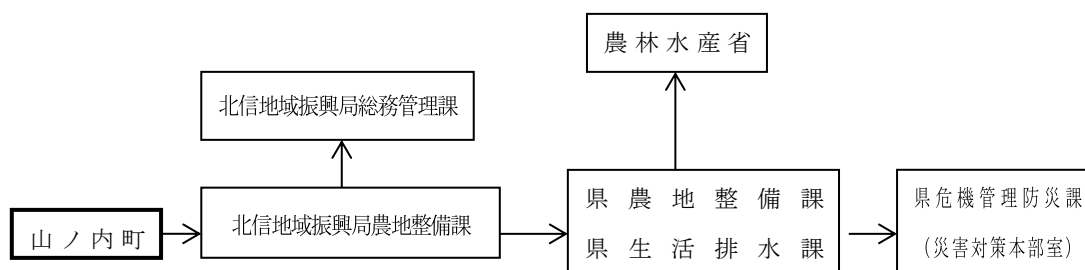 農林水産省
北信地域振興局総務管理課
山ノ内町
北信地域振興局農地整備課
県農地整備課
県生活排水課
県危機管理防災課
(災害対策本部室)